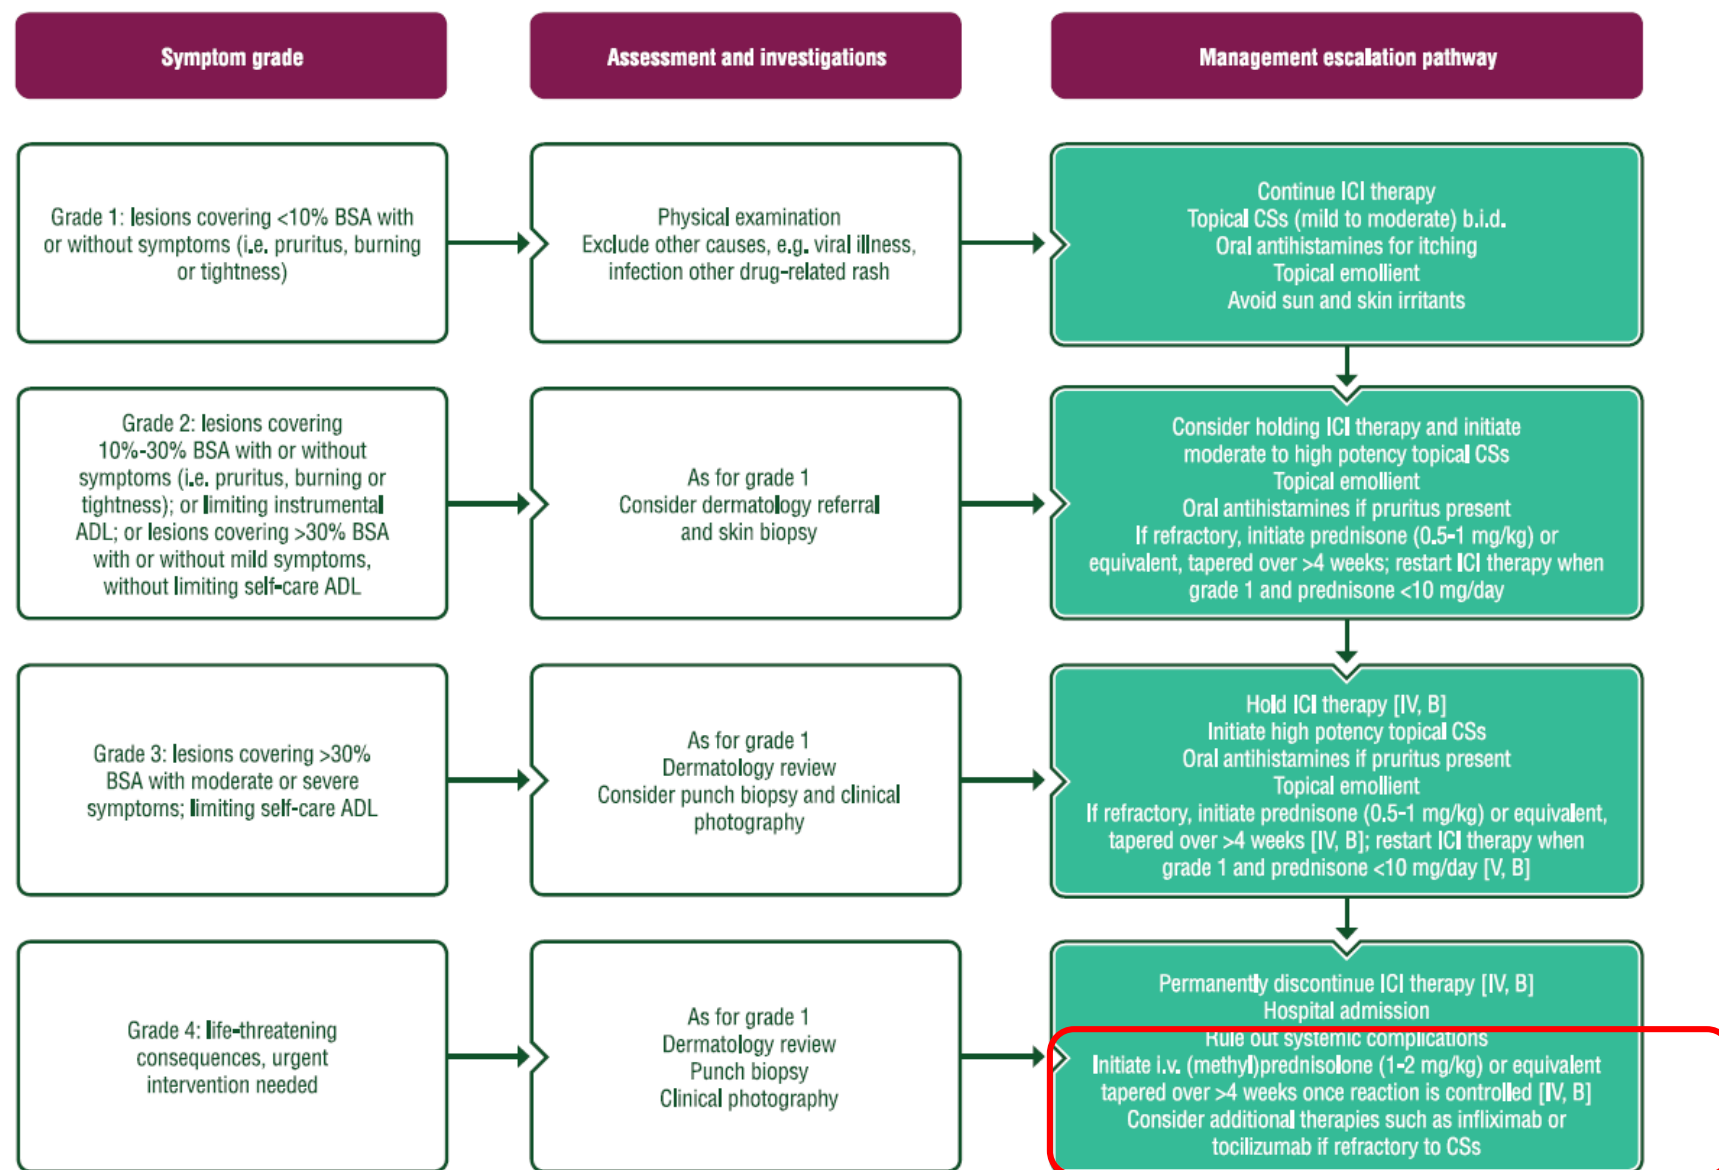 Symptom grade
Assessment and investigations
Management escalation pathway
Grade 1: lesions covering <10% BSA with
or without symptoms (i.e. pruritus, burning
or tightness)
Physical examination
Exclude other causes, e.g. viral illness,
infection other drug-related rash
Continue ICI therapy
Topical CSs (mild to moderate) b.i.d.
Oral antihistamines for itching
Topical emollient
Avoid sun and skin irritants
Grade 2: lesions covering
10%-30% BSA with or without
symptoms (i.e. pruritus, burning or
tightness); or limiting instrumental
ADL; or lesions covering >30% BSA
with or without mild symptoms,
without limiting self-care ADL
As for grade 1
Consider dermatology referral
and skin biopsy
Consider holding ICI therapy and initiate
moderate to high potency topical CSs
Topical emollient
Oral antihistamines if pruritus present
If refractory, initiate prednisone (0.5-1 mg/kg) or
equivalent, tapered over >4 weeks; restart ICI therapy when
grade 1 and prednisone <10 mg/day
Grade 3: lesions covering >30%
BSA with moderate or severe
symptoms; limiting self-care ADL
As for grade 1
Dermatology review
Consider punch biopsy and clinical
photography
Hold ICI therapy [IV, B]
Initiate high potency topical CSs
Oral antihistamines if pruritus present
Topical emollient
If refractory, initiate prednisone (0.5-1 mg/kg) or equivalent,
tapered over >4 weeks [IV, B]; restart ICI therapy when
grade 1 and prednisone <10 mg/day [V, B]
Grade 4: life-threatening
consequences, urgent
intervention needed
As for grade 1
Dermatology review
Punch biopsy
Clinical photography
Permanently discontinue ICI therapy [IV, B]
Hospital admission
Rule out systemic complications
Initiate i.v. (methyl)prednisolone (1-2 mg/kg) or equivalent
tapered over >4 weeks once reaction is controlled [IV, B]
Consider additional therapies such as infliximab or
tocilizumab if refractory to CSs